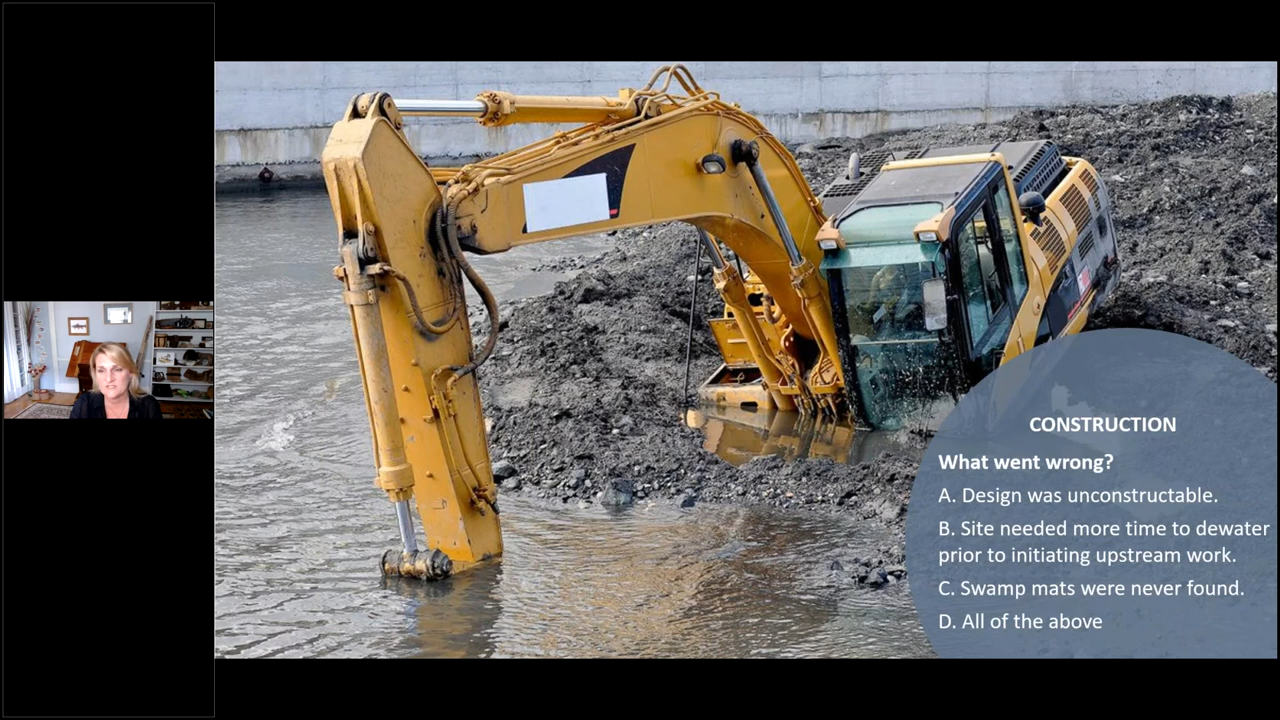 CONSTRUCTION
What went wrong?
A. Design was unconstructable.
B. Site needed more time to dewater
prior to initiating upstream work.
C. Swamp mats were never found.
D. All of the above